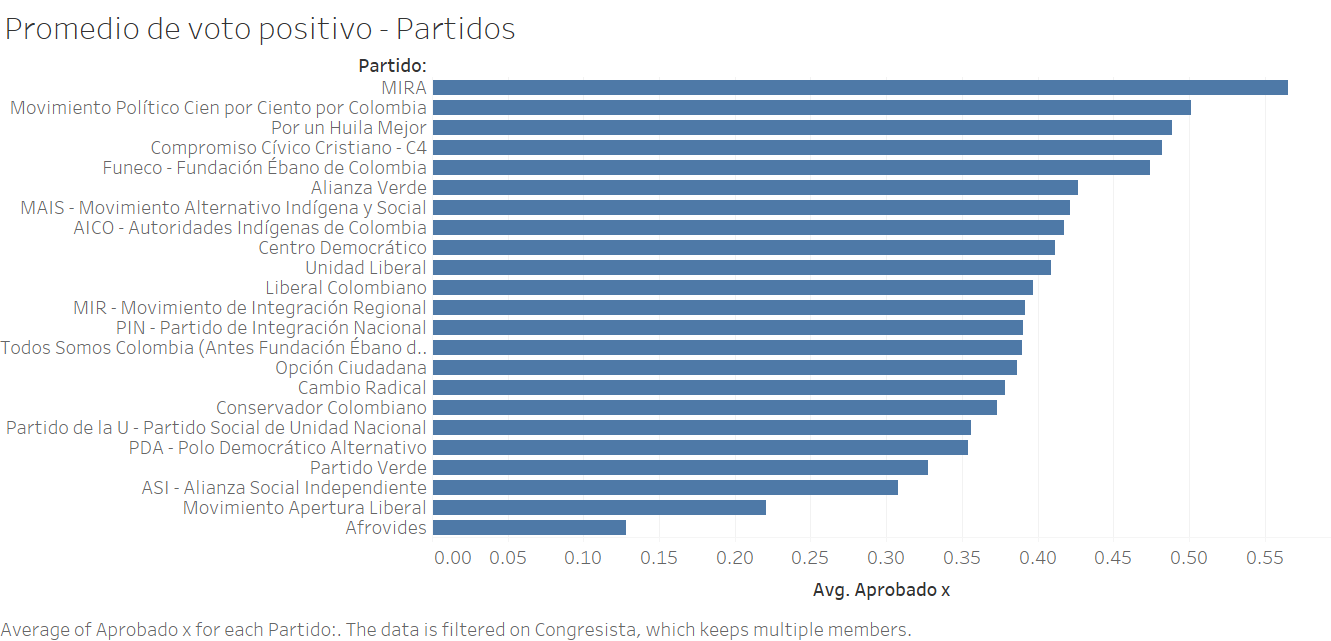 Promedio de voto positivo - Partidos
Partido:
MIRA
Movimiento Político Cien por Ciento por Colombia
Por un Huila Mejor
Compromiso Cívico Cristiano - C4
Funeco - Fundación Ébano de Colombia
Alianza Verde
MAIS - Movimiento Alternativo Indígena y Social
AICO - Autoridades Indígenas de Colombia
Centro Democrático
Unidad Liberal
Liberal Colombiano
MIR - Movimiento de Integración Regional
PIN - Partido de Integración Nacional
Todos Somos Colombia (Antes Fundación Ébano d..
Opción Ciudadana
Cambio Radical
Conservador Colombiano
Partido de la U - Partido Social de Unidad Nacional
PDA - Polo Democrático Alternativo
Partido Verde
ASI - Alianza Social Independiente
Movimiento Apertura Liberal
Afrovides
0.00 0.05 0.10 0.15 0.20 0.25 0.30 0.35 0.40 0.45 0.50 0.55
Avg. Aprobado x
Average of Aprobado x for each Partido:. The data is filtered on Congresista, which keeps multiple members.